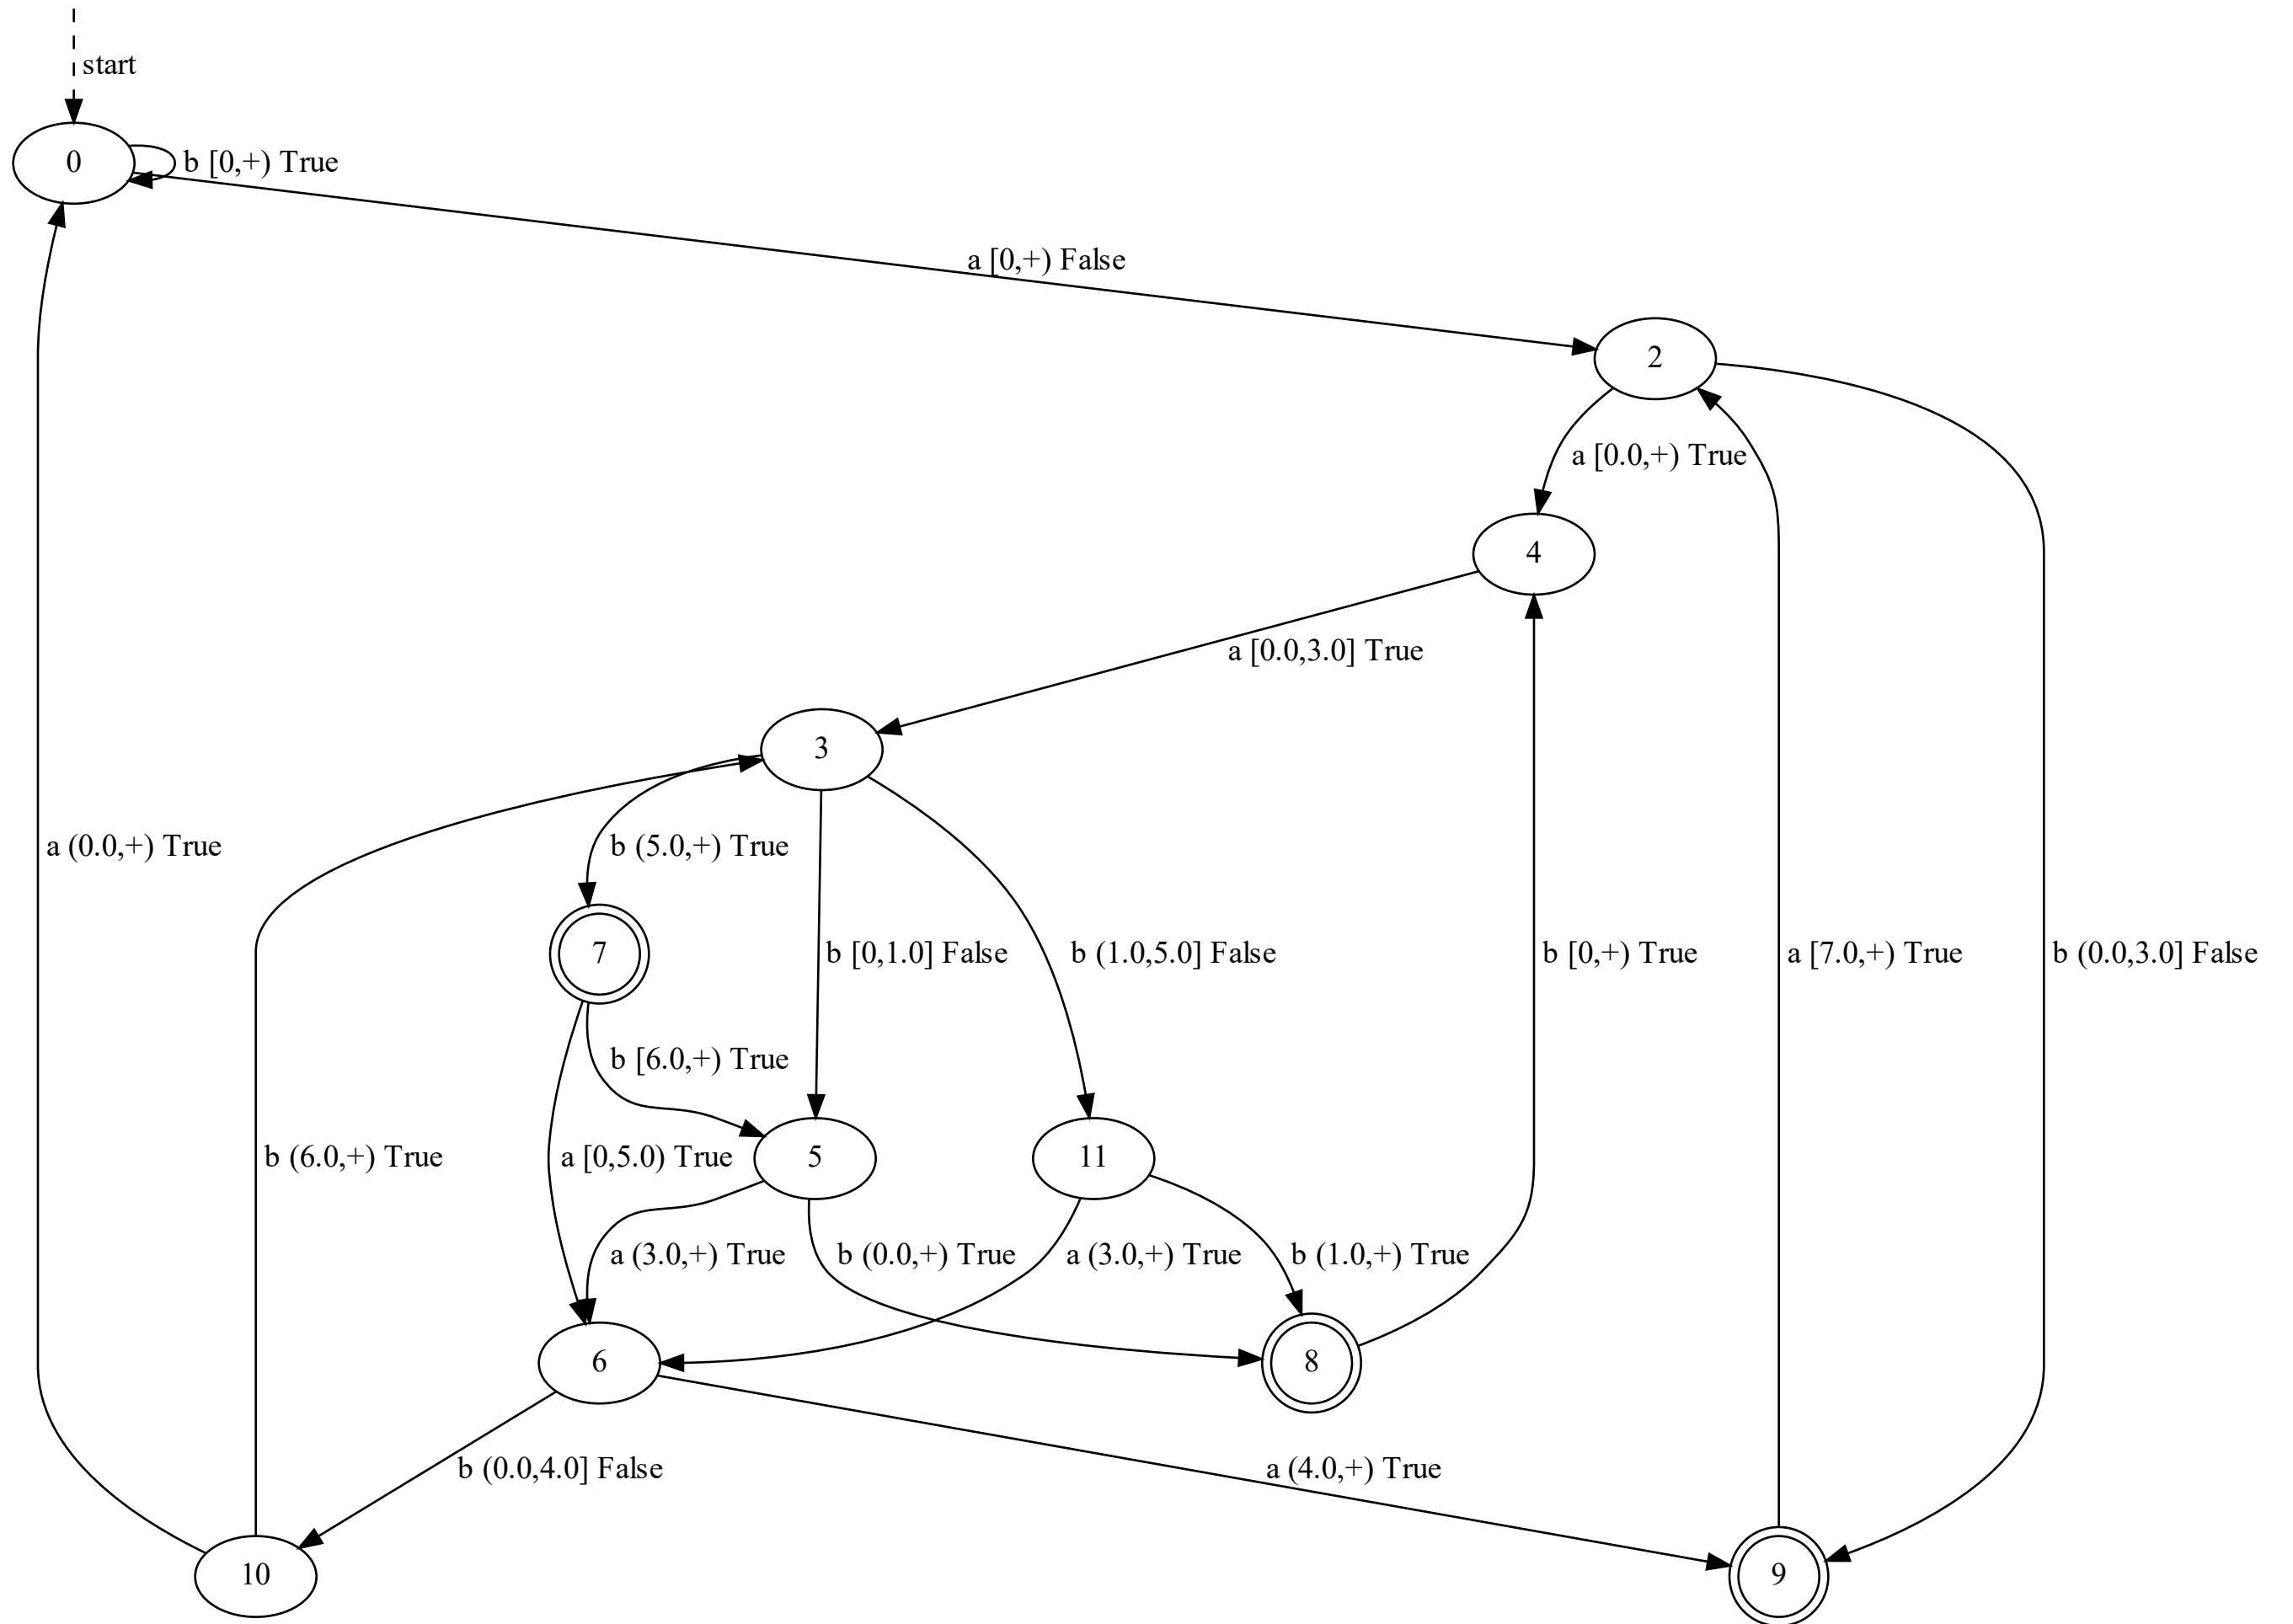 start
0
b [0,+) True
a [0,+) False
2
a [0.0,+) True
4
a [0.0,3.0] True
3
a (0.0,+) True
b (5.0,+) True
7
b [0,1.0] False
b (1.0,5.0] False
b [0,+) True
a [7.0,+) True
b (0.0,3.0] False
b [6.0,+) True
b (6.0,+) True
a [0,5.0) True
5
11
a (3.0,+) True
b (0.0,+) True
a (3.0,+) True
b (1.0,+) True
6
8
b (0.0,4.0] False
a (4.0,+) True
10
9